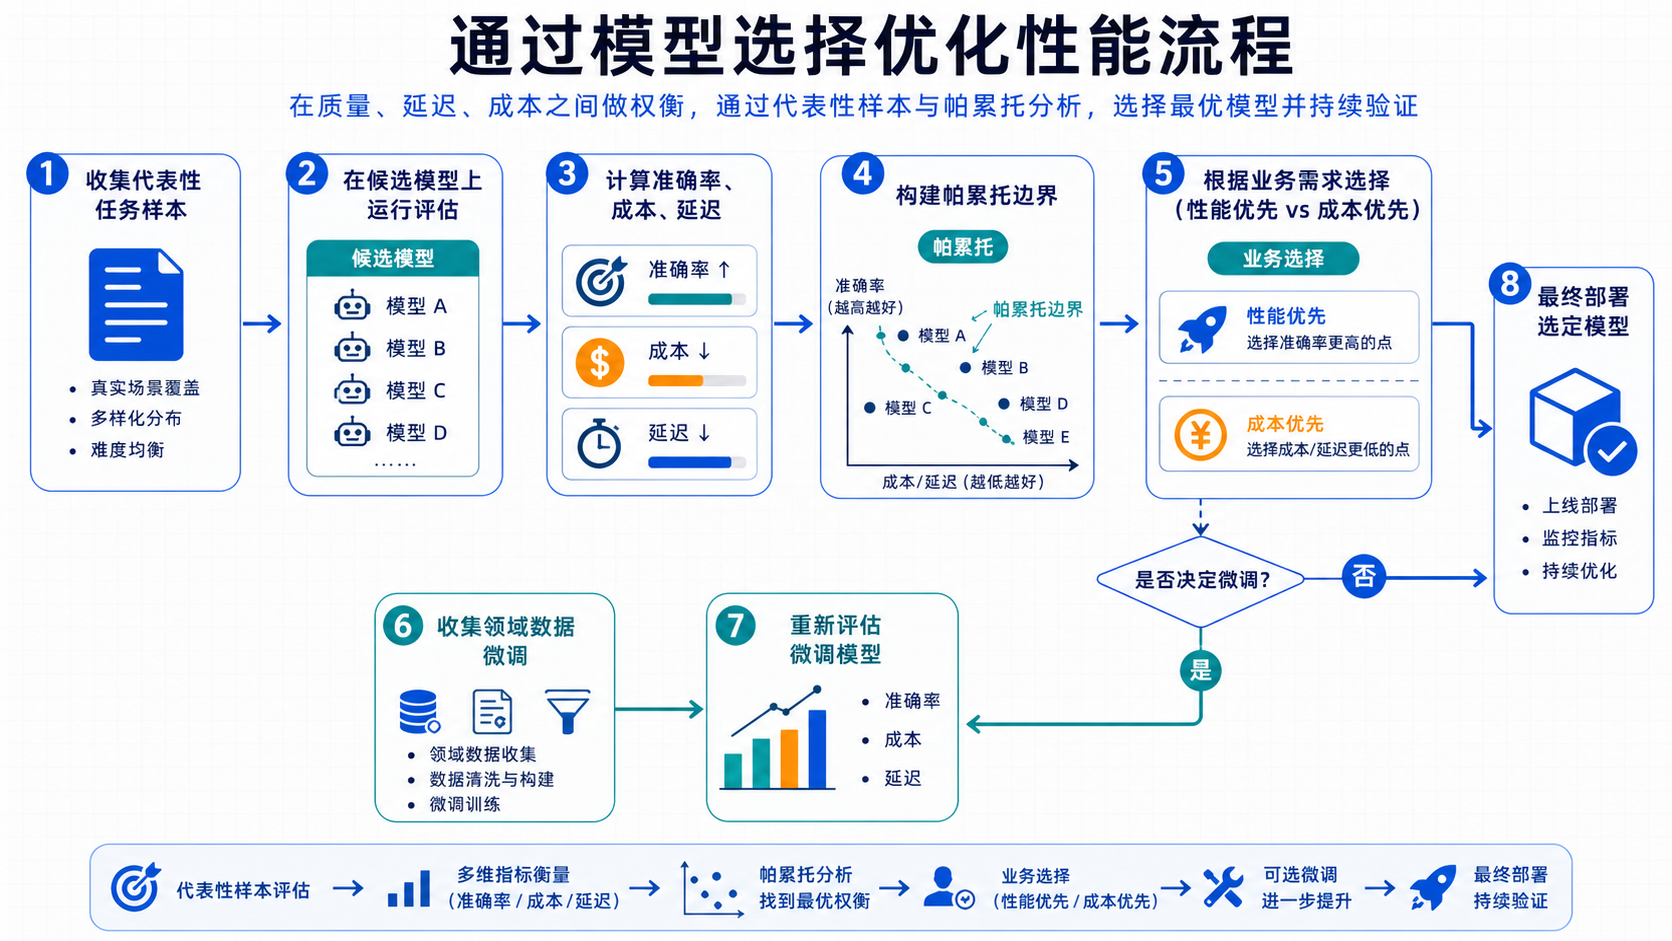 通过模型选择优化性能流程
在质量、延迟、成本之间做权衡，通过代表性样本与帕累托分析，选择最优模型并持续验证
1
收集代表性
任务样本
• 真实场景覆盖
• 多样化分布
• 难度均衡
2
在候选模型上
运行评估
候选模型
模型 A
模型 B
模型 C
模型 D
......
3
计算准确率、
成本、延迟
准确率 ↑
$
成本 ↓
延迟 ↓
4
构建帕累托边界
帕累托
准确率
(越高越好)
帕累托边界
模型 A
模型 B
模型 C
模型 D
模型 E
成本/延迟 (越低越好)
5
根据业务需求选择
（性能优先 vs 成本优先）
业务选择
性能优先
选择准确率更高的点
¥
成本优先
选择成本/延迟更低的点
是否决定微调?
否
是
6
收集领域数据
微调
• 领域数据收集
• 数据清洗与构建
• 微调训练
7
重新评估
微调模型
• 准确率
• 成本
• 延迟
8
最终部署
选定模型
• 上线部署
• 监控指标
• 持续优化
代表性样本评估
多维指标衡量
（准确率 / 成本 / 延迟）
帕累托分析
找到最优权衡
业务选择
（性能优先 / 成本优先）
可选微调
进一步提升
最终部署
持续验证